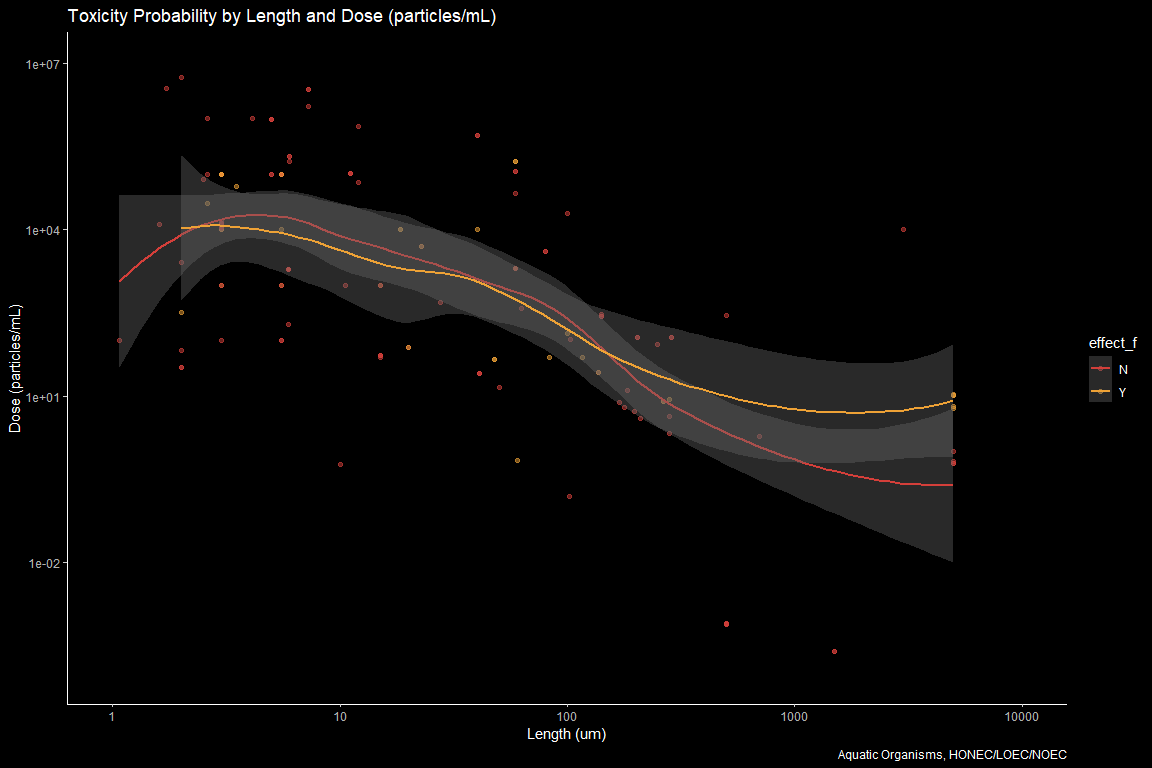 Toxicity Probability by Length and Dose (particles/mL)
Dose (particles/mL)
1e+07
1e+04
1e+01
1e-02
1
10
100
1000
10000
Length (um)
effect_f
N
Y
Aquatic Organisms, HONEC/LOEC/NOEC